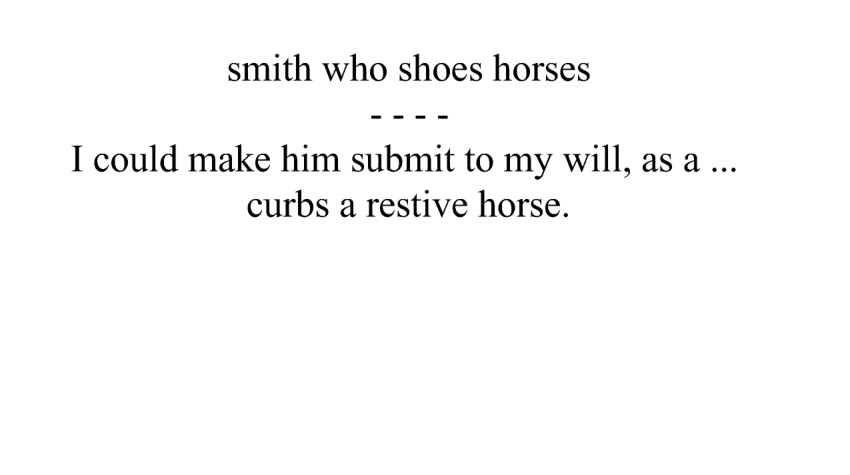 smith who shoes horses
- - - -
I could make him submit to my will, as a ...
curbs a restive horse.